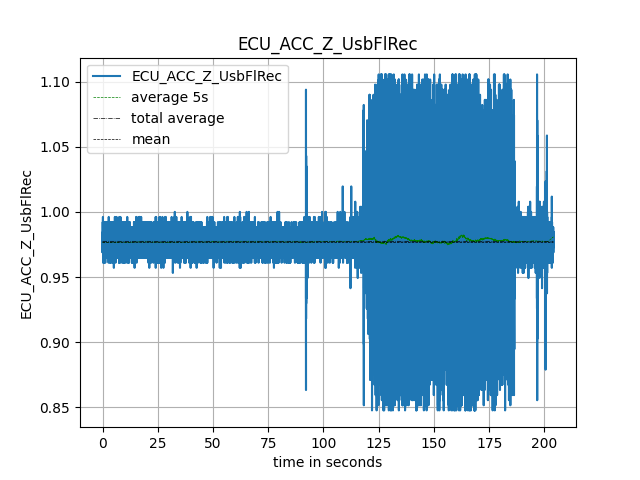 ECU_ACC_Z_UsbFlRec
ECU_ACC_Z_UsbFlRec
average 5s
total average
mean
ECU_ACC_Z_UsbFlRec
1.10
1.05
1.00
0.95
0.90
0.85
0 25 50 75 100 125 150 175 200
time in seconds